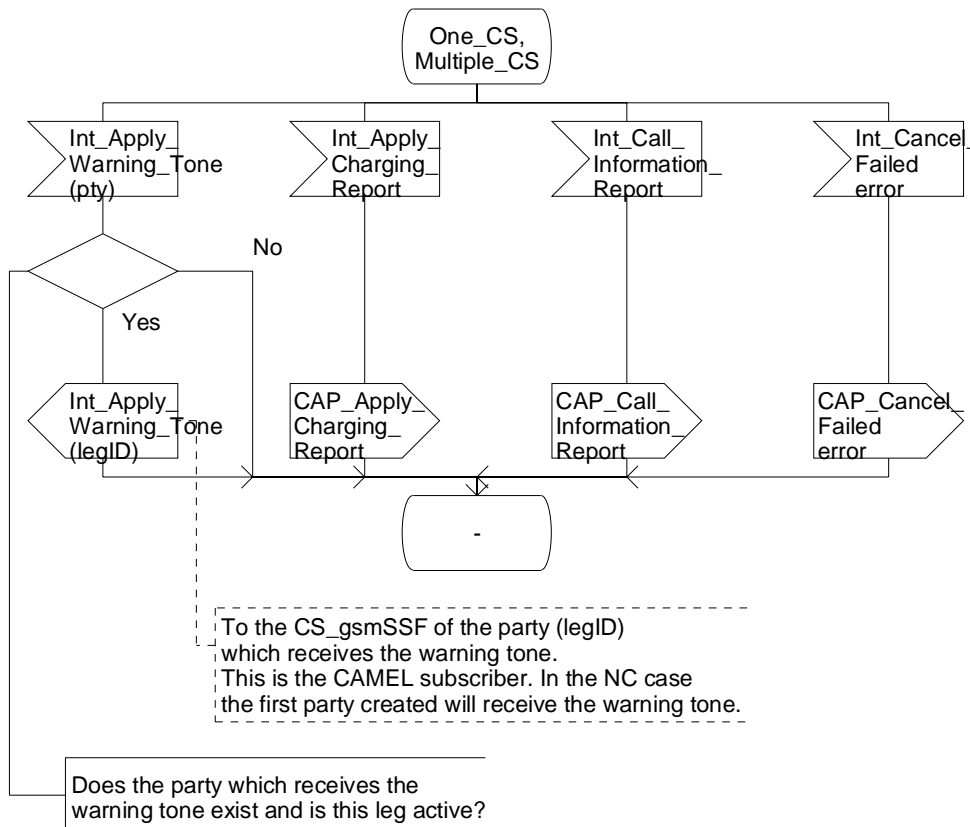 One_CS,
Multiple_CS
Int_Apply_
Warning_Tone
(pty)
Int_Apply_
Charging_
Report
Int_Call_
Information_
Report
Int_Cancel_
Failed
error
No
Yes
Int_Apply_
Warning_Tone
(legID)
CAP_Apply_
Charging_
Report
CAP_Call_
Information_
Report
CAP_Cancel_
Failed
error
-
To the CS_gsmSSF of the party (legID)
which receives the warning tone.
This is the CAMEL subscriber. In the NC case
the first party created will receive the warning tone.
Does the party which receives the
warning tone exist and is this leg active?